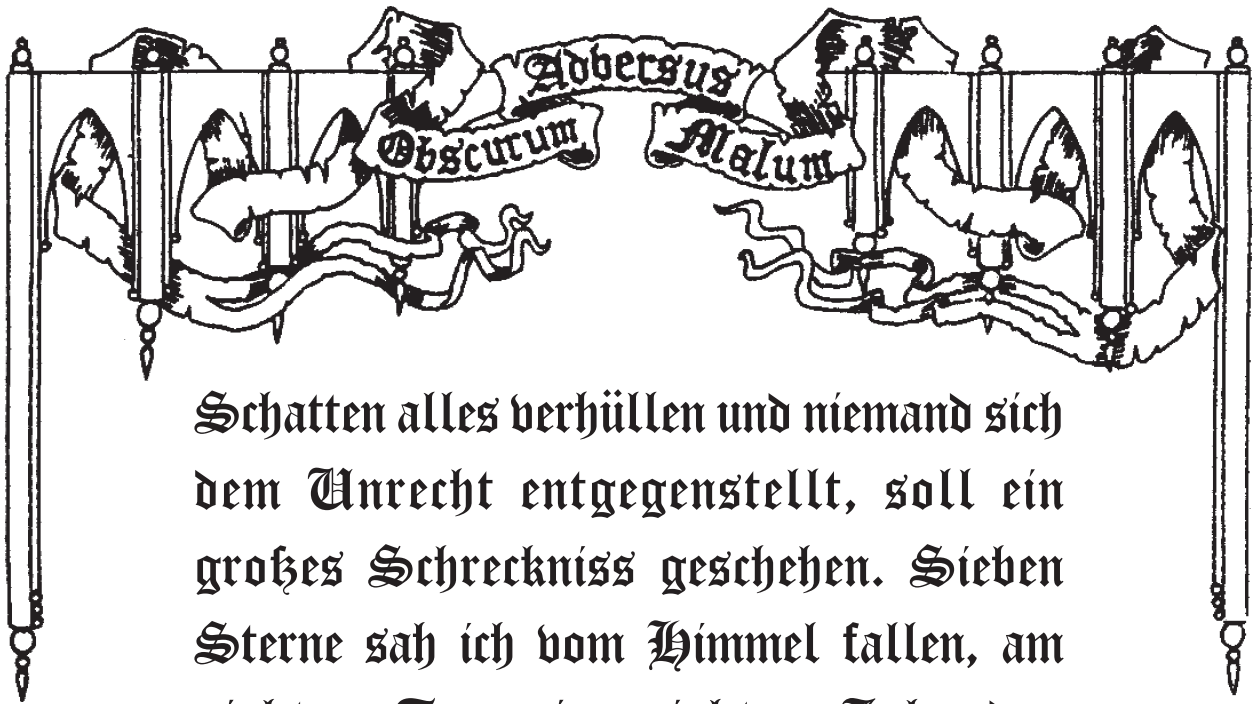 Adversus
Obscurum Malum
Schatten alles verhüllen und niemand sich
dem Unrecht entgegenstellt, soll ein
großes Schreckniss geschehen. Sieben
Sterne sah ich vom Himmel fallen, am